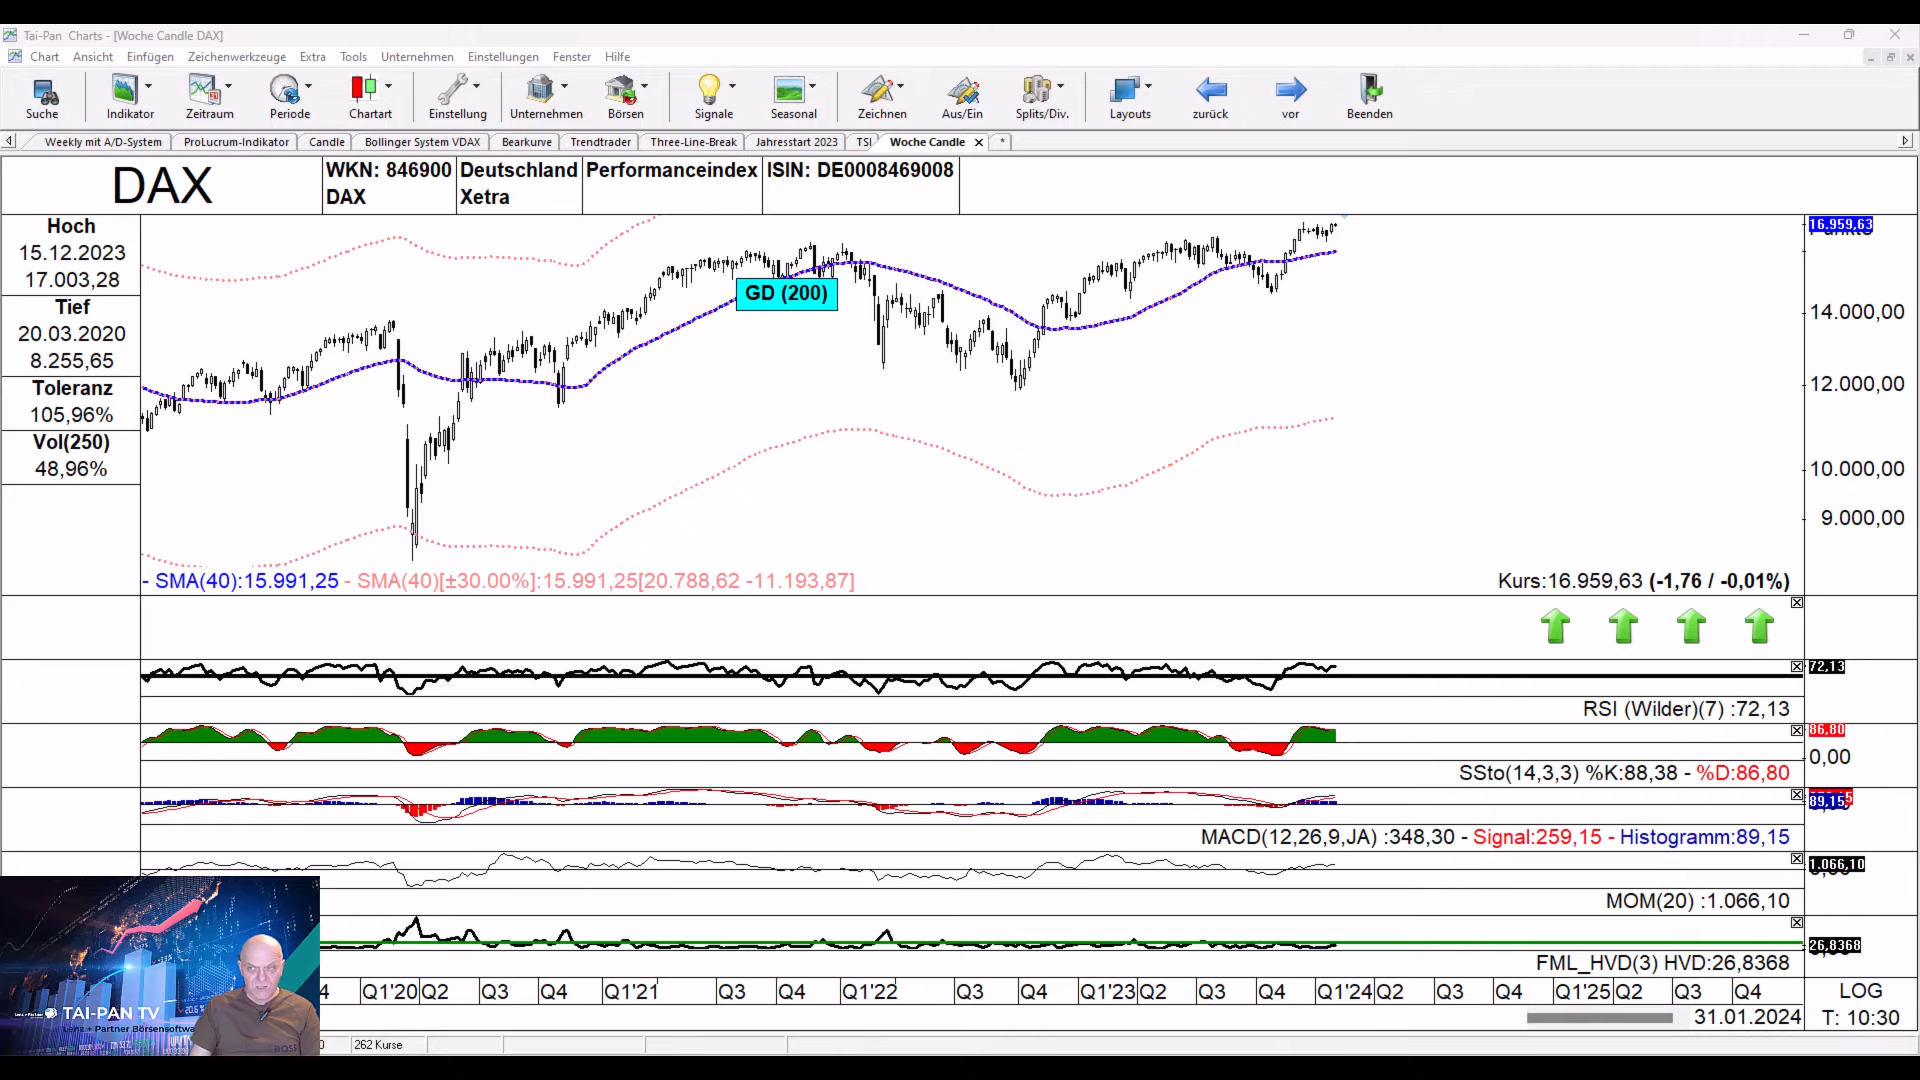 Tai-Pan Charts - [Woche Candle DAX]
Chart Ansicht Einfügen Zeichenwerkzeuge Extra Tools Unternehmen Einstellungen Fenster Hilfe
Suche Indikator Zeitraum Periode Chartart Einstellung Unternehmen Börsen Signale Seasonal Zeichnen Aus/Ein Splits/Div. Layouts zurück vor Beenden
Weekly mit A/D-System ProLucrum-Indikator Candle Bollinger System VDAX Bearkurve Trendtrader Three-Line-Break Jahresstart 2023 TSI Woche Candle *
DAX
WKN: 846900 Deutschland Performanceindex ISIN: DE0008469008
DAX Xetra
Hoch
15.12.2023
17.003,28
Tief
20.03.2020
8.255,65
Toleranz
105,96%
Vol(250)
48,96%
16.959,63
GD (200)
14.000,00
12.000,00
10.000,00
9.000,00
- SMA(40):15.991,25 - SMA(40)[±30.00%]:15.991,25[20.788,62 -11.193,87]
Kurs:16.959,63 (-1,76 / -0,01%)
72,13
RSI (Wilder)(7) :72,13
86,80
0,00
SSto(14,3,3) %K:88,38 - %D:86,80
89,15
MACD(12,26,9,JA) :348,30 - Signal:259,15 - Histogramm:89,15
1.066,10
MOM(20) :1.066,10
26,8368
FML_HVD(3) HVD:26,8368
4 Q1'20 Q2 Q3 Q4 Q1'21 Q3 Q4 Q1'22 Q3 Q4 Q1'23 Q2 Q3 Q4 Q1'24 Q2 Q3 Q4 Q1'25 Q2 Q3 Q4 LOG
31.01.2024 T: 10:30
TAI-PAN TV
Lenz + Partner Börsensoftwa
BOSS
0 262 Kurse